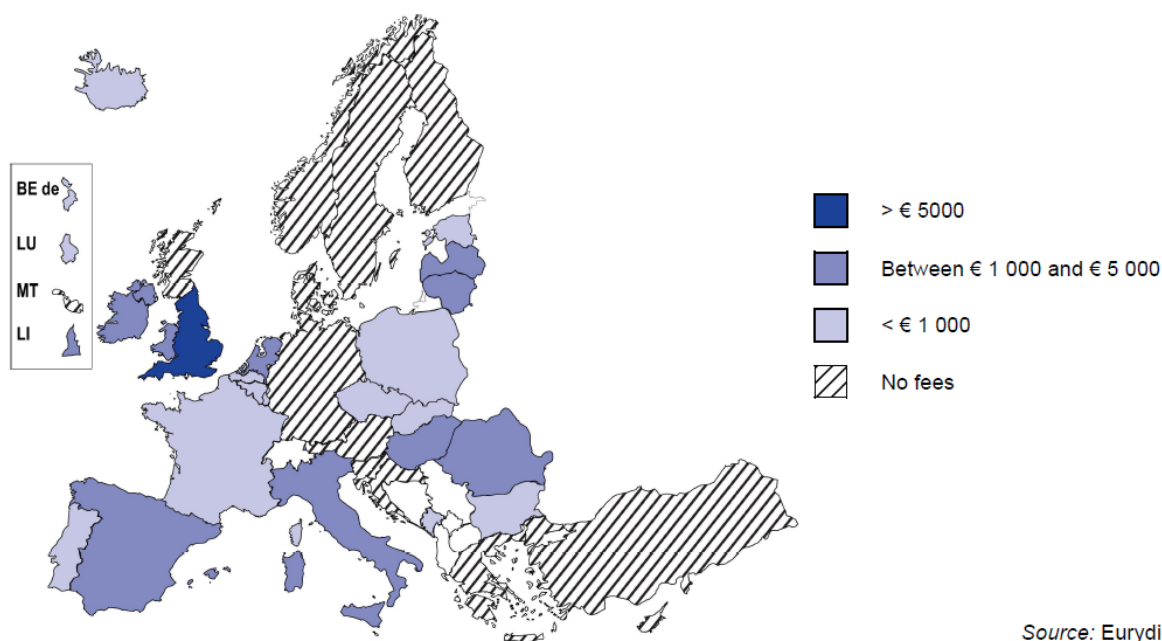 BE de
LU
MT
LI
> € 5000
Between € 1 000 and € 5 000
< € 1 000
No fees
Source: Eurydi